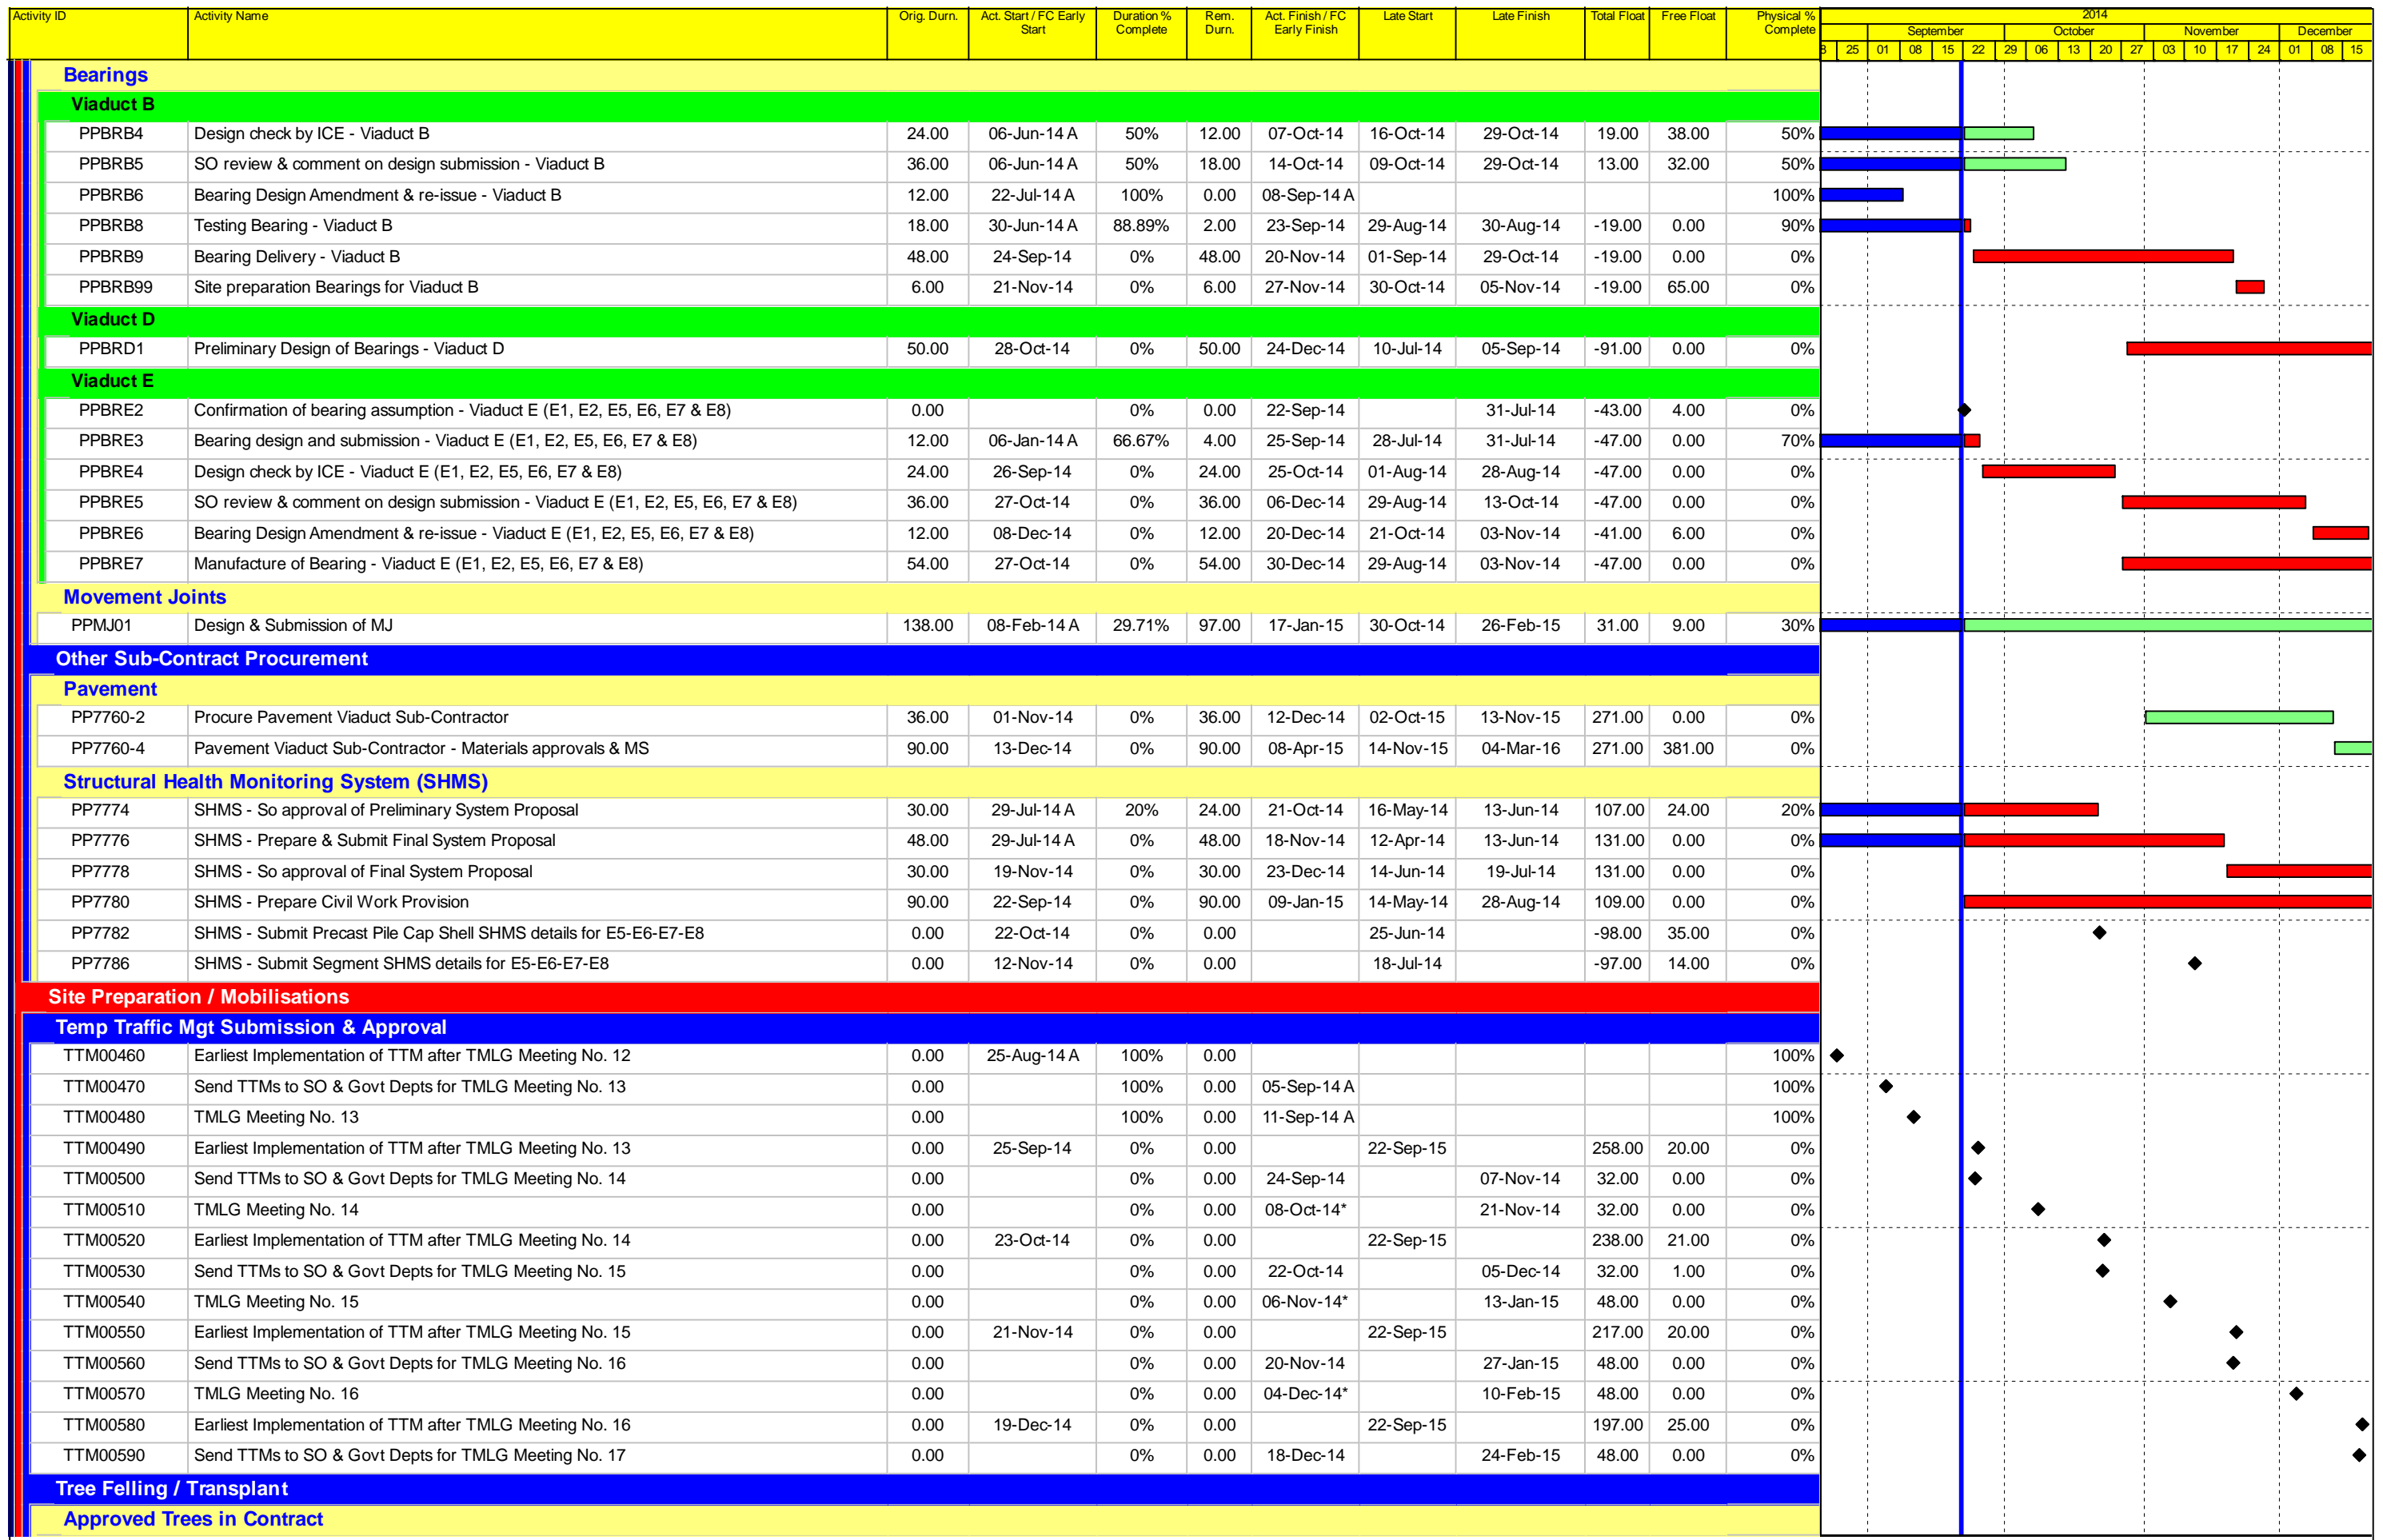 Activity ID Activity Name Orig. Durn. Act. Start / FC Early Start Duration % Complete Rem. Durn. Act. Finish / FC Early Finish Late Start Late Finish Total Float Free Float Physical % Complete 2014
September October November December
8 25 01 08 15 22 29 06 13 20 27 03 10 17 24 01 08 15
Bearings
Viaduct B
PPBRB4 Design check by ICE - Viaduct B 24.00 06-Jun-14 A 50% 12.00 07-Oct-14 16-Oct-14 29-Oct-14 19.00 38.00 50%
PPBRB5 SO review & comment on design submission - Viaduct B 36.00 06-Jun-14 A 50% 18.00 14-Oct-14 09-Oct-14 29-Oct-14 13.00 32.00 50%
PPBRB6 Bearing Design Amendment & re-issue - Viaduct B 12.00 22-Jul-14 A 100% 0.00 08-Sep-14 A 100%
PPBRB8 Testing Bearing - Viaduct B 18.00 30-Jun-14 A 88.89% 2.00 23-Sep-14 29-Aug-14 30-Aug-14 -19.00 0.00 90%
PPBRB9 Bearing Delivery - Viaduct B 48.00 24-Sep-14 0% 48.00 20-Nov-14 01-Sep-14 29-Oct-14 -19.00 0.00 0%
PPBRB99 Site preparation Bearings for Viaduct B 6.00 21-Nov-14 0% 6.00 27-Nov-14 30-Oct-14 05-Nov-14 -19.00 65.00 0%
Viaduct D
PPBRD1 Preliminary Design of Bearings - Viaduct D 50.00 28-Oct-14 0% 50.00 24-Dec-14 10-Jul-14 05-Sep-14 -91.00 0.00 0%
Viaduct E
PPBRE2 Confirmation of bearing assumption - Viaduct E (E1, E2, E5, E6, E7 & E8) 0.00 0% 0.00 22-Sep-14 31-Jul-14 -43.00 4.00 0%
PPBRE3 Bearing design and submission - Viaduct E (E1, E2, E5, E6, E7 & E8) 12.00 06-Jan-14 A 66.67% 4.00 25-Sep-14 28-Jul-14 31-Jul-14 -47.00 0.00 70%
PPBRE4 Design check by ICE - Viaduct E (E1, E2, E5, E6, E7 & E8) 24.00 26-Sep-14 0% 24.00 25-Oct-14 01-Aug-14 28-Aug-14 -47.00 0.00 0%
PPBRE5 SO review & comment on design submission - Viaduct E (E1, E2, E5, E6, E7 & E8) 36.00 27-Oct-14 0% 36.00 06-Dec-14 29-Aug-14 13-Oct-14 -47.00 0.00 0%
PPBRE6 Bearing Design Amendment & re-issue - Viaduct E (E1, E2, E5, E6, E7 & E8) 12.00 08-Dec-14 0% 12.00 20-Dec-14 21-Oct-14 03-Nov-14 -41.00 6.00 0%
PPBRE7 Manufacture of Bearing - Viaduct E (E1, E2, E5, E6, E7 & E8) 54.00 27-Oct-14 0% 54.00 30-Dec-14 29-Aug-14 03-Nov-14 -47.00 0.00 0%
Movement Joints
PPMJ01 Design & Submission of MJ 138.00 08-Feb-14 A 29.71% 97.00 17-Jan-15 30-Oct-14 26-Feb-15 31.00 9.00 30%
Other Sub-Contract Procurement
Pavement
PP7760-2 Procure Pavement Viaduct Sub-Contractor 36.00 01-Nov-14 0% 36.00 12-Dec-14 02-Oct-15 13-Nov-15 271.00 0.00 0%
PP7760-4 Pavement Viaduct Sub-Contractor - Materials approvals & MS 90.00 13-Dec-14 0% 90.00 08-Apr-15 14-Nov-15 04-Mar-16 271.00 381.00 0%
Structural Health Monitoring System (SHMS)
PP7774 SHMS - So approval of Preliminary System Proposal 30.00 29-Jul-14 A 20% 24.00 21-Oct-14 16-May-14 13-Jun-14 107.00 24.00 20%
PP7776 SHMS - Prepare & Submit Final System Proposal 48.00 29-Jul-14 A 0% 48.00 18-Nov-14 12-Apr-14 13-Jun-14 131.00 0.00 0%
PP7778 SHMS - So approval of Final System Proposal 30.00 19-Nov-14 0% 30.00 23-Dec-14 14-Jun-14 19-Jul-14 131.00 0.00 0%
PP7780 SHMS - Prepare Civil Work Provision 90.00 22-Sep-14 0% 90.00 09-Jan-15 14-May-14 28-Aug-14 109.00 0.00 0%
PP7782 SHMS - Submit Precast Pile Cap Shell SHMS details for E5-E6-E7-E8 0.00 22-Oct-14 0% 0.00 25-Jun-14 -98.00 35.00 0%
PP7786 SHMS - Submit Segment SHMS details for E5-E6-E7-E8 0.00 12-Nov-14 0% 0.00 18-Jul-14 -97.00 14.00 0%
Site Preparation / Mobilisations
Temp Traffic Mgt Submission & Approval
TTM00460 Earliest Implementation of TTM after TMLG Meeting No. 12 0.00 25-Aug-14 A 100% 0.00 100%
TTM00470 Send TTMs to SO & Govt Depts for TMLG Meeting No. 13 0.00 100% 0.00 05-Sep-14 A 100%
TTM00480 TMLG Meeting No. 13 0.00 100% 0.00 11-Sep-14 A 100%
TTM00490 Earliest Implementation of TTM after TMLG Meeting No. 13 0.00 25-Sep-14 0% 0.00 22-Sep-15 258.00 20.00 0%
TTM00500 Send TTMs to SO & Govt Depts for TMLG Meeting No. 14 0.00 0% 0.00 24-Sep-14 07-Nov-14 32.00 0.00 0%
TTM00510 TMLG Meeting No. 14 0.00 0% 0.00 08-Oct-14* 21-Nov-14 32.00 0.00 0%
TTM00520 Earliest Implementation of TTM after TMLG Meeting No. 14 0.00 23-Oct-14 0% 0.00 22-Sep-15 238.00 21.00 0%
TTM00530 Send TTMs to SO & Govt Depts for TMLG Meeting No. 15 0.00 0% 0.00 22-Oct-14 05-Dec-14 32.00 1.00 0%
TTM00540 TMLG Meeting No. 15 0.00 0% 0.00 06-Nov-14* 13-Jan-15 48.00 0.00 0%
TTM00550 Earliest Implementation of TTM after TMLG Meeting No. 15 0.00 21-Nov-14 0% 0.00 22-Sep-15 217.00 20.00 0%
TTM00560 Send TTMs to SO & Govt Depts for TMLG Meeting No. 16 0.00 0% 0.00 20-Nov-14 27-Jan-15 48.00 0.00 0%
TTM00570 TMLG Meeting No. 16 0.00 0% 0.00 04-Dec-14* 10-Feb-15 48.00 0.00 0%
TTM00580 Earliest Implementation of TTM after TMLG Meeting No. 16 0.00 19-Dec-14 0% 0.00 22-Sep-15 197.00 25.00 0%
TTM00590 Send TTMs to SO & Govt Depts for TMLG Meeting No. 17 0.00 0% 0.00 18-Dec-14 24-Feb-15 48.00 0.00 0%
Tree Felling / Transplant
Approved Trees in Contract